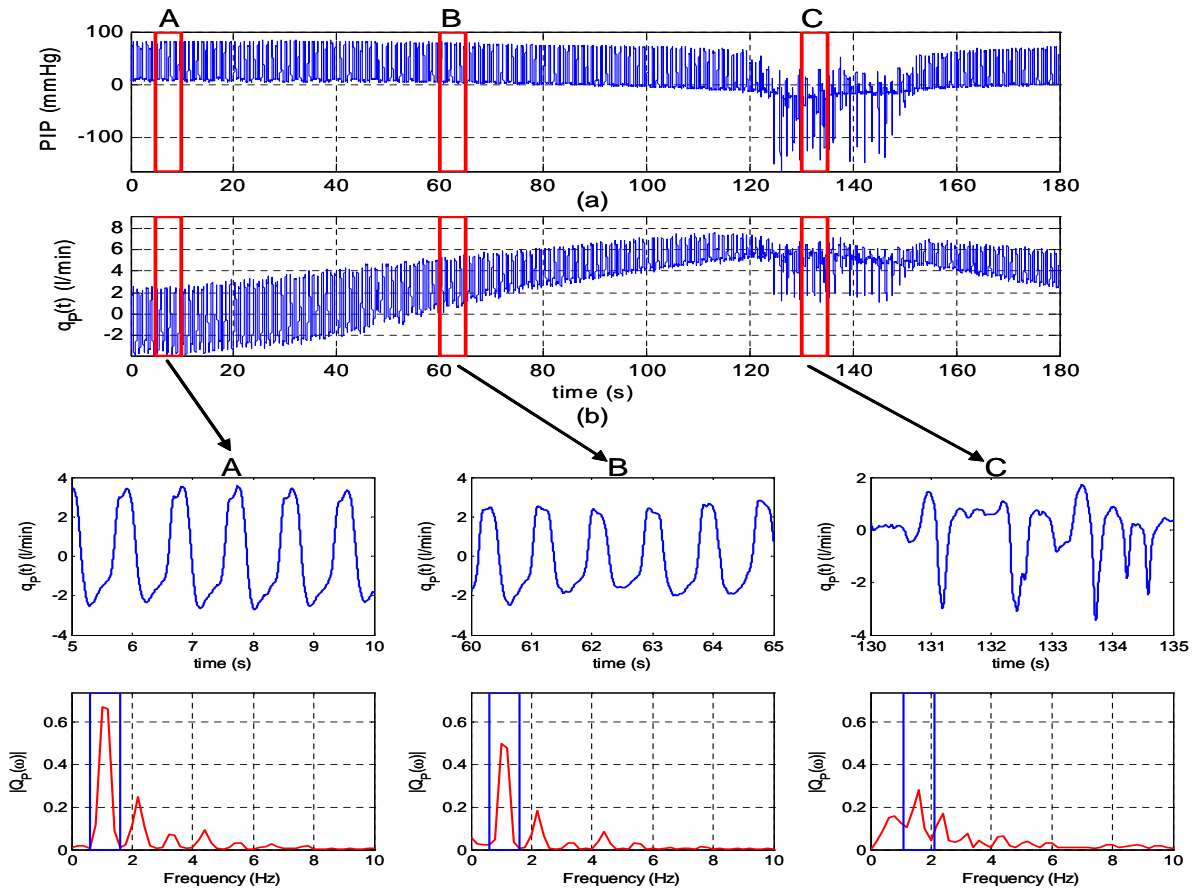 A B C
PIP (mmHg)
100
0
-100
0 20 40 60 80 100 120 140 160 180
(a)
qp(t) (l/min)
8
6
4
2
0
-2
0 20 40 60 80 100 120 140 160 180
time (s)
(b)
A
qp(t) (l/min)
4
2
0
-2
-4
5 6 7 8 9 10
time (s)
B
qp(t) (l/min)
4
2
0
-2
-4
60 61 62 63 64 65
time (s)
C
qp(t) (l/min)
2
0
-2
-4
130 131 132 133 134 135
time (s)
|Qp(ω)|
0.6
0.4
0.2
0
0 2 4 6 8 10
Frequency (Hz)
|Qp(ω)|
0.6
0.4
0.2
0
0 2 4 6 8 10
Frequency (Hz)
|Qp(ω)|
0.6
0.4
0.2
0
0 2 4 6 8 10
Frequency (Hz)